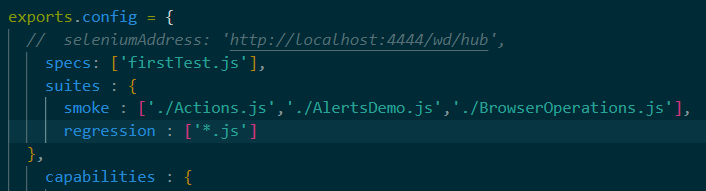 exports.config = {
//  seleniumAddress: 'http://localhost:4444/wd/hub',
specs: ['firstTest.js'],
suites : {
smoke : ['./Actions.js','./AlertsDemo.js','./BrowserOperations.js'],
regression : ['*.js']
},
capabilities : {